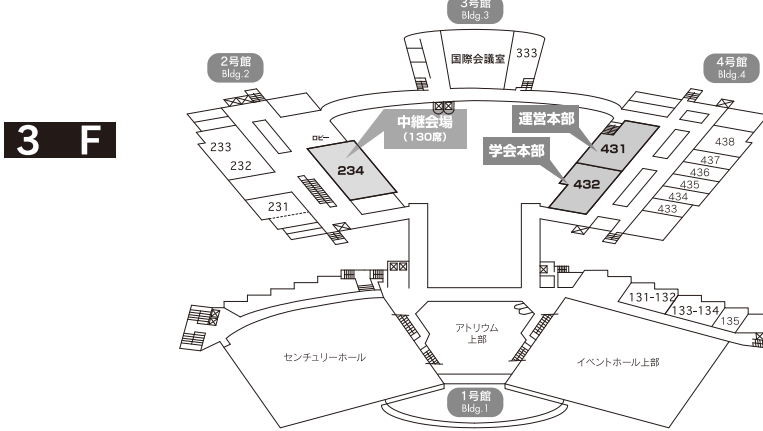 3 F
3号館
Bldg.3
国際会議室
333
2号館
Bldg.2
4号館
Bldg.4
ロビー
中継会場
(130席)
運営本部
学会本部
233
232
231
234
431
432
438
437
436
435
434
433
131-132
133-134
135
アトリウム
上部
センチュリーホール
イベントホール上部
1号館
Bldg.1